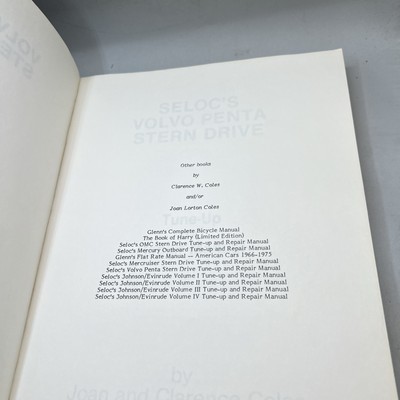 VOLV
STE
SELOC'S
VOLVO PENTA
STERN DRIVE
Other books
by
Clarence W. Coles
and/or
Joan Lorton Coles
Tune-Up
Glenn's Complete Bicycle Manual
The Book of Harry (Limited Edition)
Seloc's OMC Stern Drive Tune-up and Repair Manual
Seloc's Mercury Outboard Tune-up and Repair Manual
Glenn's Flat Rate Manual -- American Cars 1966-1975
Seloc's Mercruiser Stern Drive Tune-up and Repair Manual
Seloc's Volvo Penta Stern Drive Tune-up and Repair Manual
Seloc's Johnson/Evinrude Volume I Tune-up and Repair Manual
Seloc's Johnson/Evinrude Volume II Tune-up and Repair Manual
Seloc's Johnson/Evinrude Volume III Tune-up and Repair Manual
Seloc's Johnson/Evinrude Volume IV Tune-up and Repair Manual
by
Joan and Clarence Coles